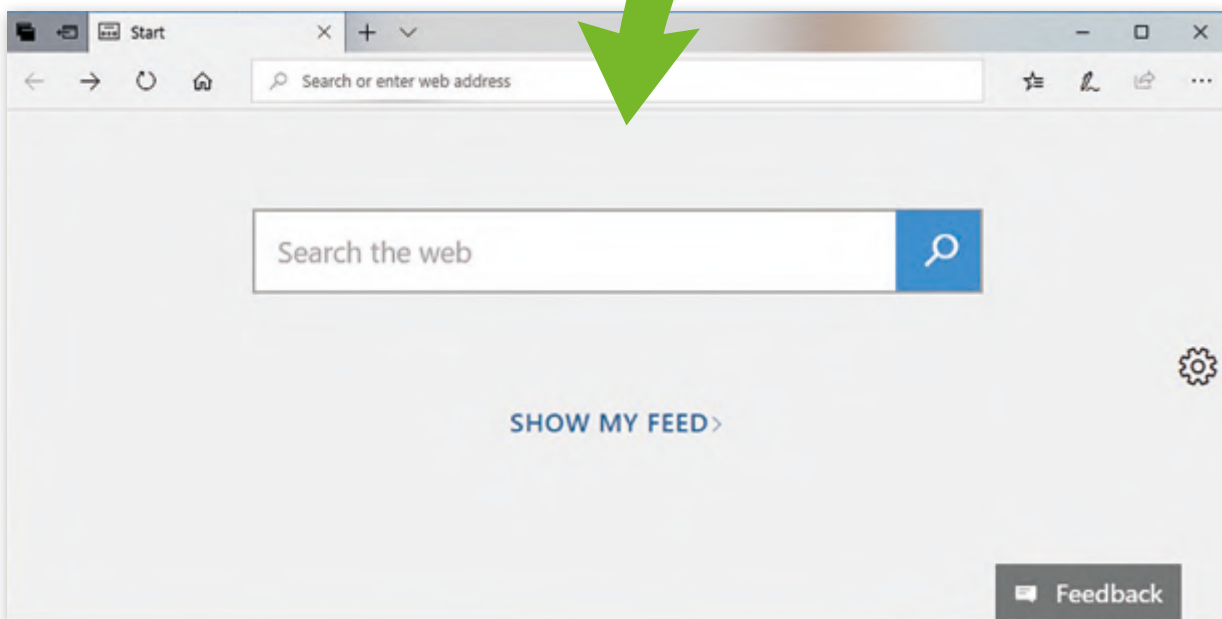 Start
Search or enter web address
Search the web
SHOW MY FEED
Feedback